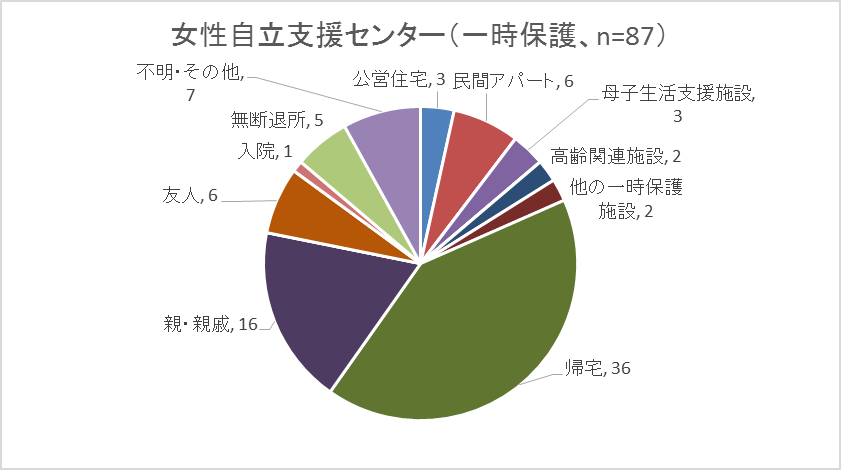 女性自立支援センター（一時保護、n=87）
公営住宅, 3
民間アパート, 6
母子生活支援施設,
3
高齢関連施設, 2
他の一時保護
施設, 2
帰宅, 36
親・親戚, 16
友人, 6
入院, 1
無断退所, 5
不明・その他,
7